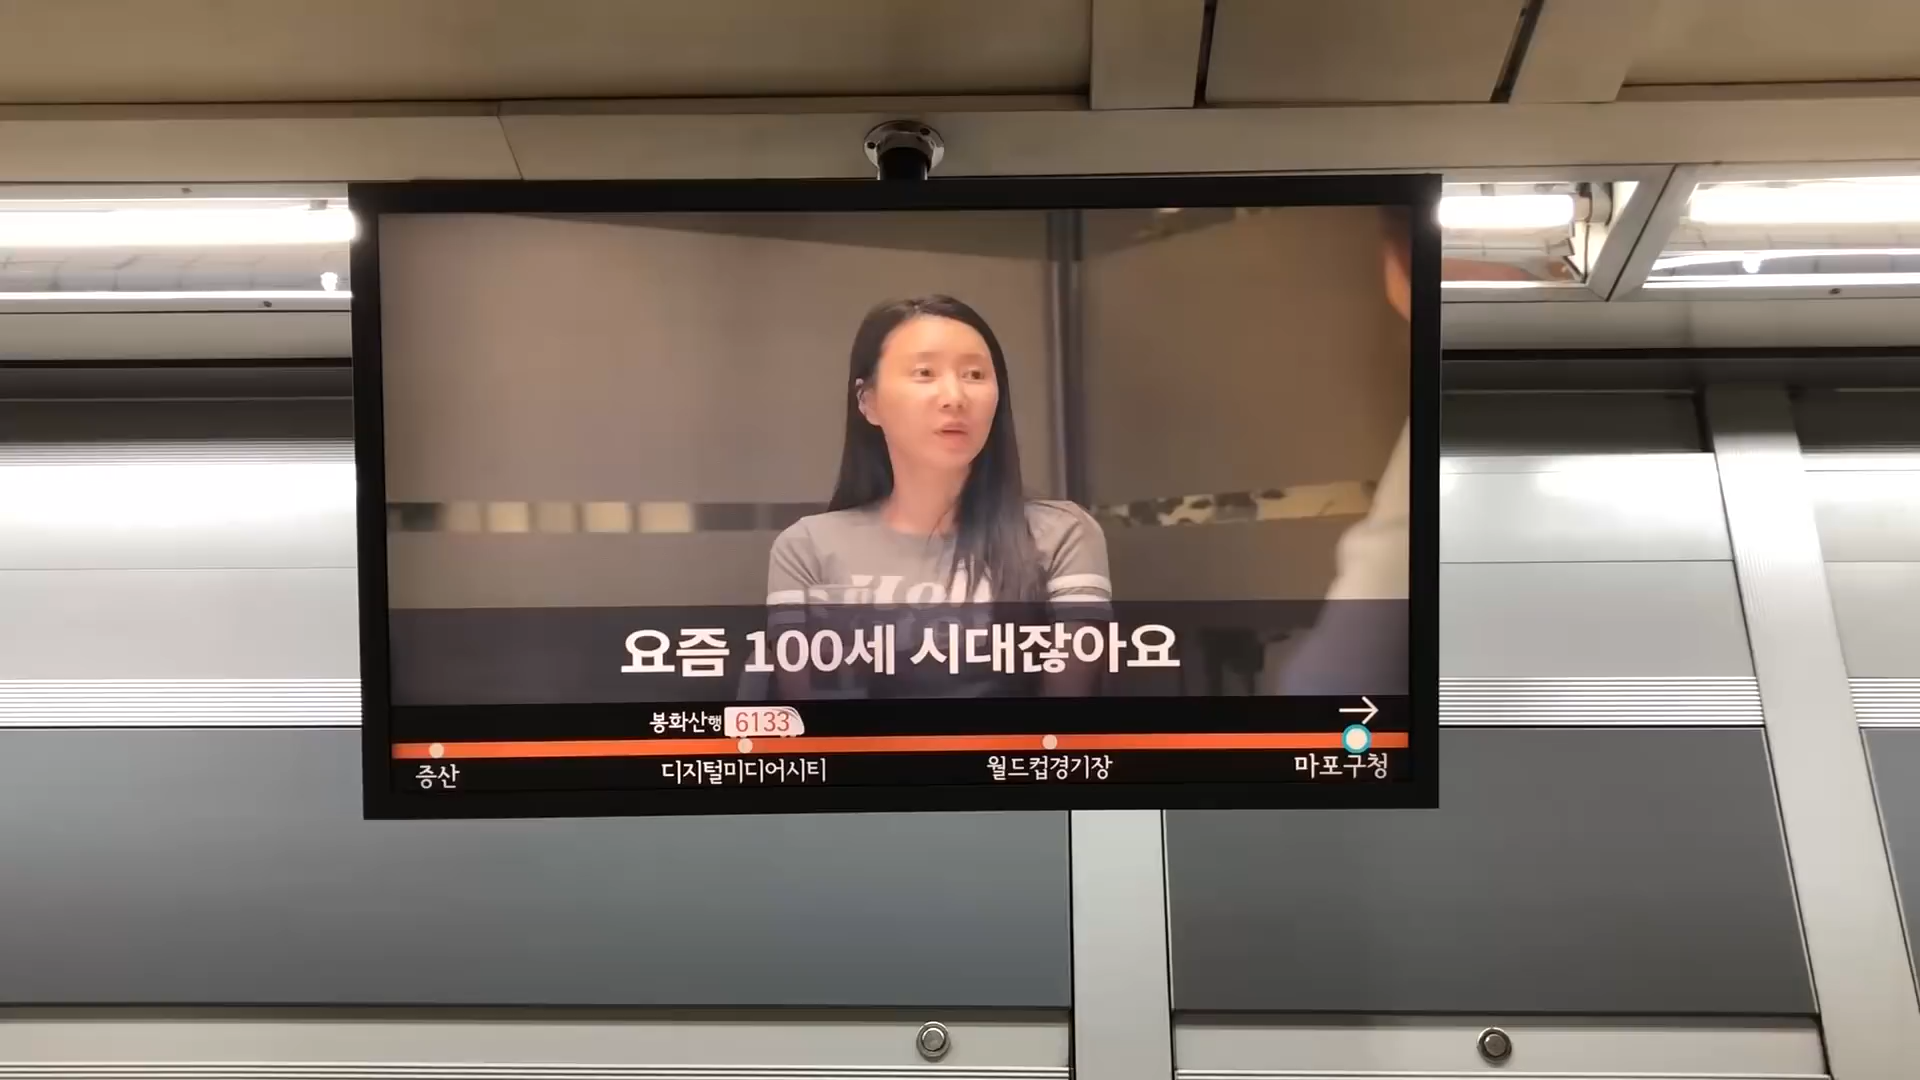 요즘 100세 시대잖아요
봉화산행 6133
→
증산 디지털미디어시티 월드컵경기장 마포구청